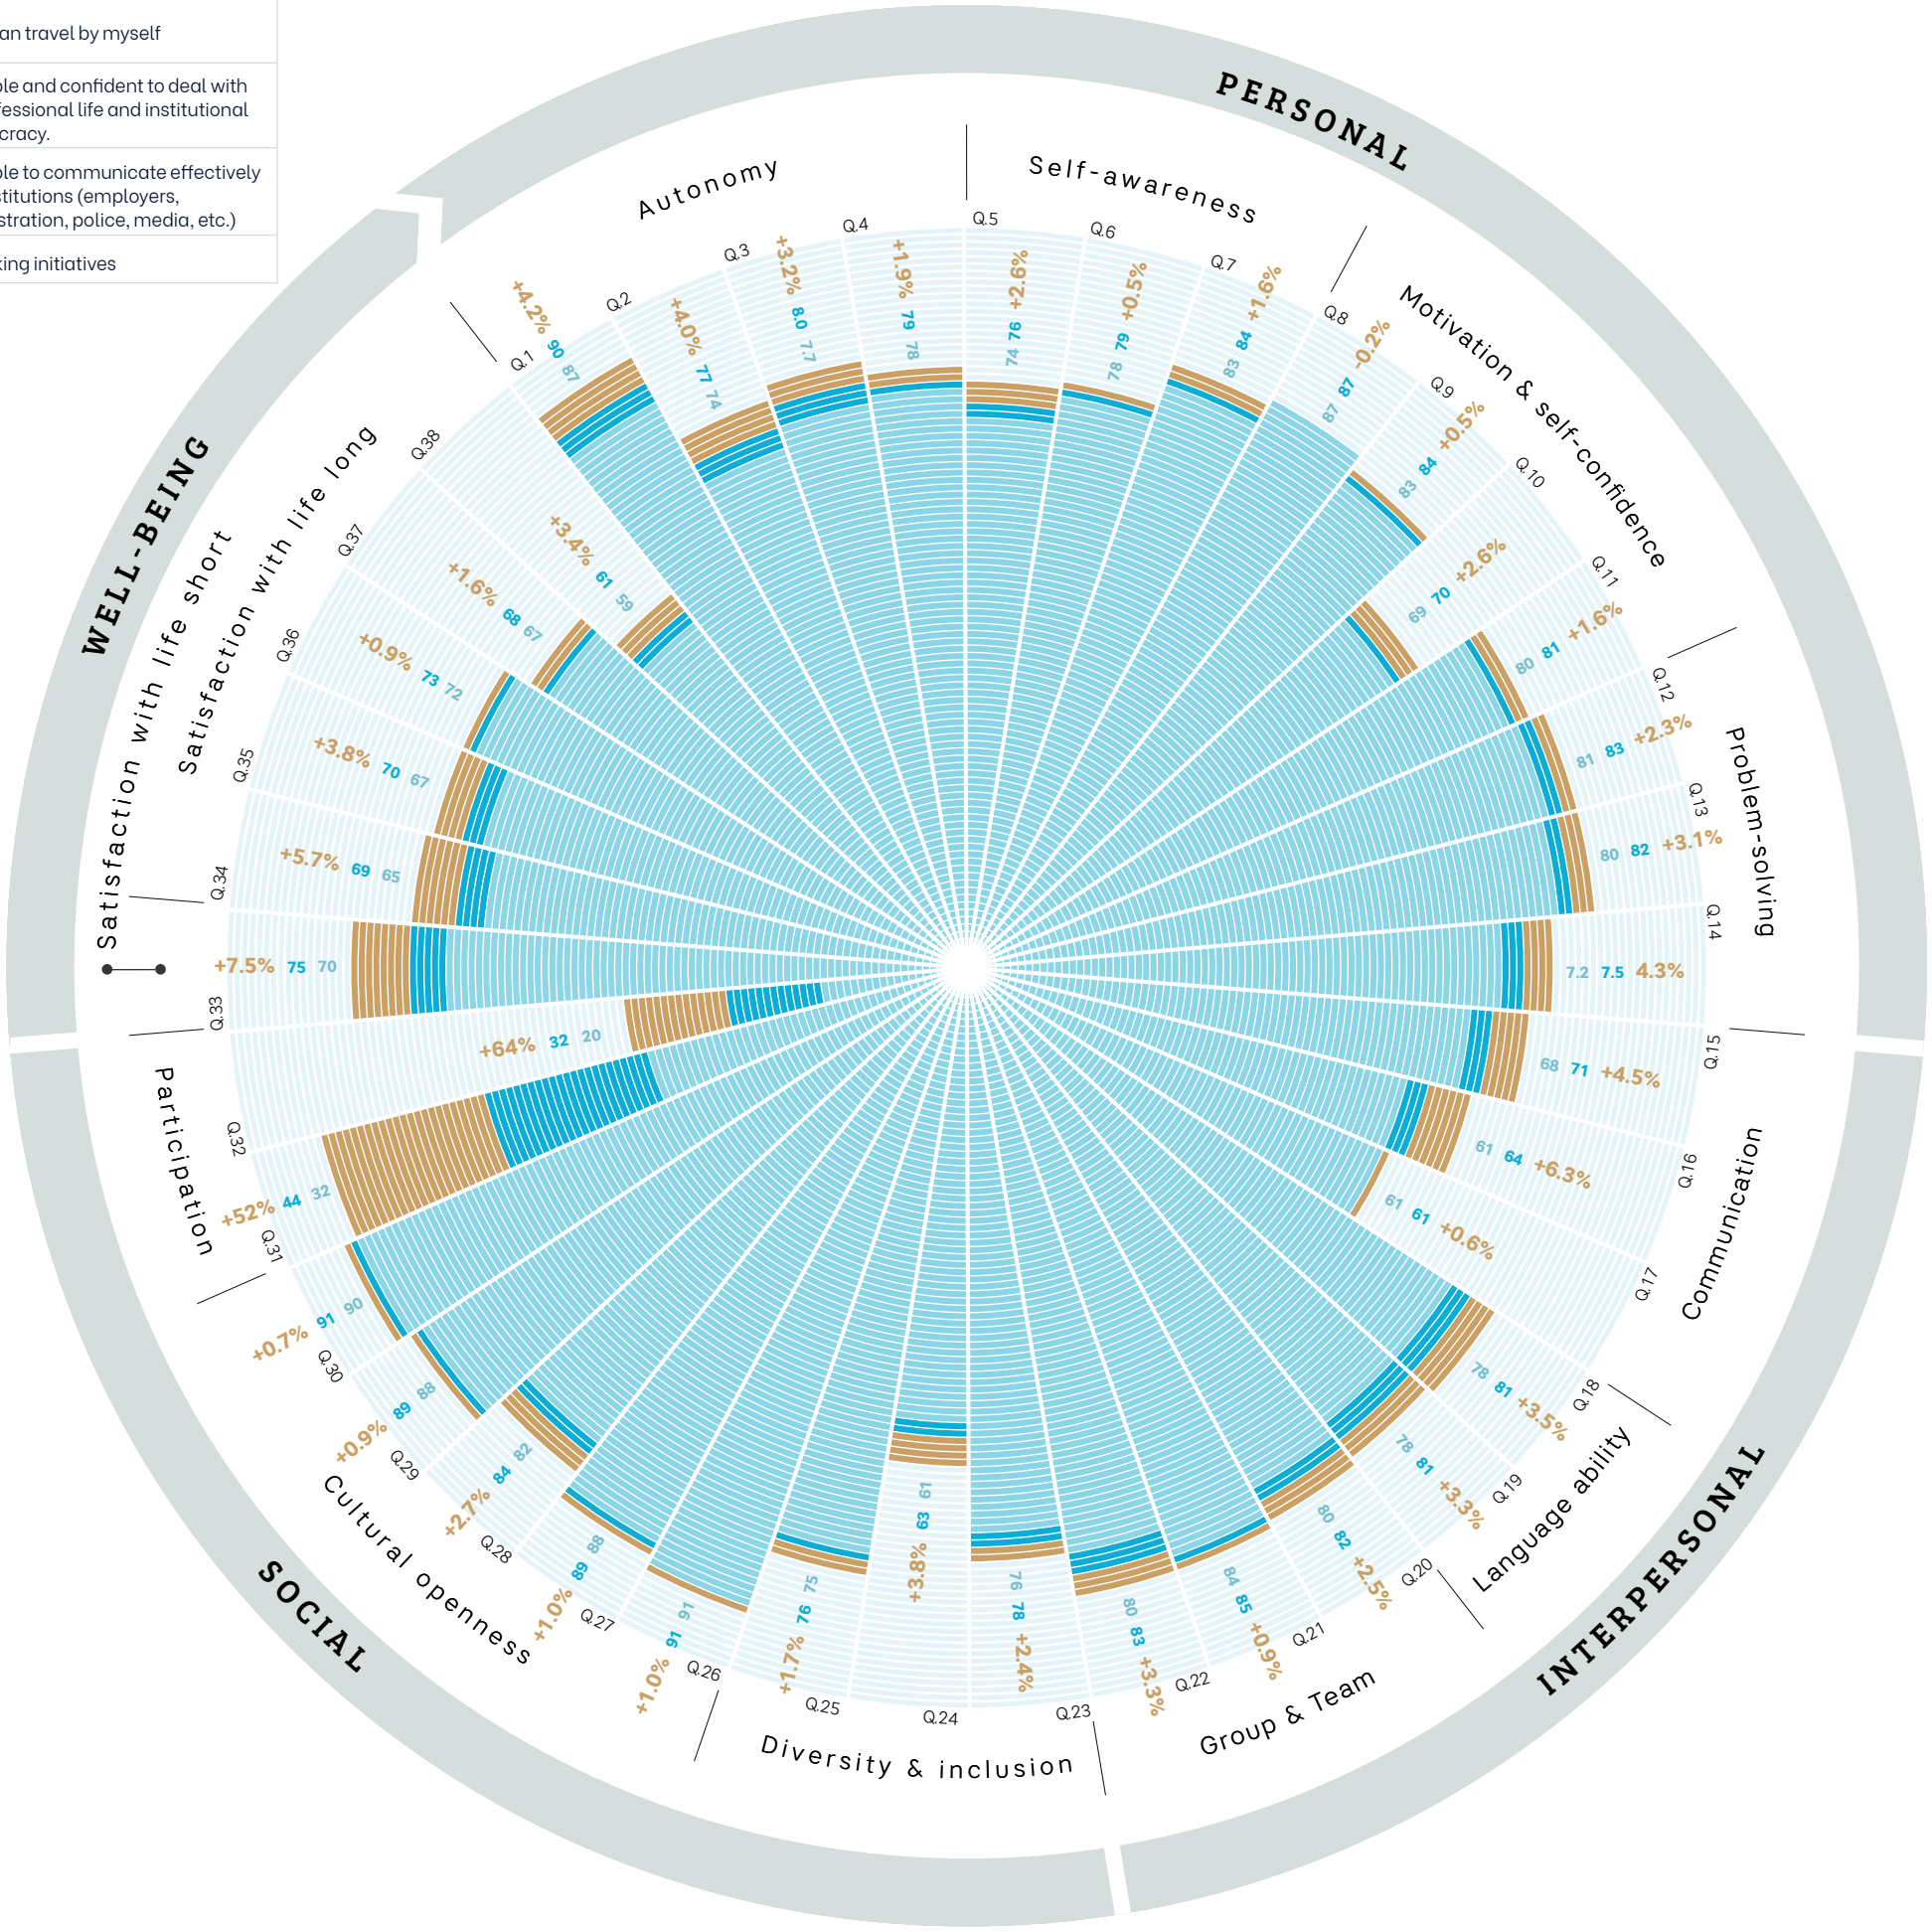 an travel by myself
ble and confident to deal with
fessional life and institutional
cracy.
ble to communicate effectively
stitutions (employers,
stration, police, media, etc.)
king initiatives
PERSONAL
Autonomy
Q.1
+4.2% 90 87
Q.2
+4.0% 77 74
Q.3
+3.2% 8.0 7.7
Q.4
+1.9% 79 78
Self-awareness
Q.5
74 76 +2.6%
Q.6
78 79 +0.5%
Q.7
83 84 +1.6%
Motivation & self-confidence
Q.8
87 87 -0.2%
Q.9
83 84 +0.5%
Q.10
69 70 +2.6%
Q.11
80 81 +1.6%
Problem-solving
Q.12
81 83 +2.3%
Q.13
80 82 +3.1%
Q.14
7.2 7.5 4.3%
INTERPERSONAL
Communication
Q.15
68 71 +4.5%
Q.16
61 64 +6.3%
Q.17
61 61 +0.6%
Language ability
Q.18
78 81 +3.5%
Q.19
78 81 +3.3%
Q.20
80 82 +2.5%
Group & Team
Q.21
84 85 +0.9%
Q.22
80 83 +3.3%
SOCIAL
Diversity & inclusion
Q.23
76 78 +2.4%
Q.24
+3.8% 63 61
Q.25
+1.7% 76 75
Cultural openness
Q.26
+1.0% 91 91
Q.27
+1.0% 89 88
Q.28
+2.7% 84 82
Q.29
+0.9% 89 88
Q.30
+0.7% 91 90
Participation
Q.31
+52% 44 32
Q.32
+64% 32 20
WELL-BEING
Satisfaction with life short
Q.33
+7.5% 75 70
Satisfaction with life long
Q.34
+5.7% 69 65
Q.35
+3.8% 70 67
Q.36
+0.9% 73 72
Q.37
+1.6% 68 67
Q.38
+3.4% 61 59